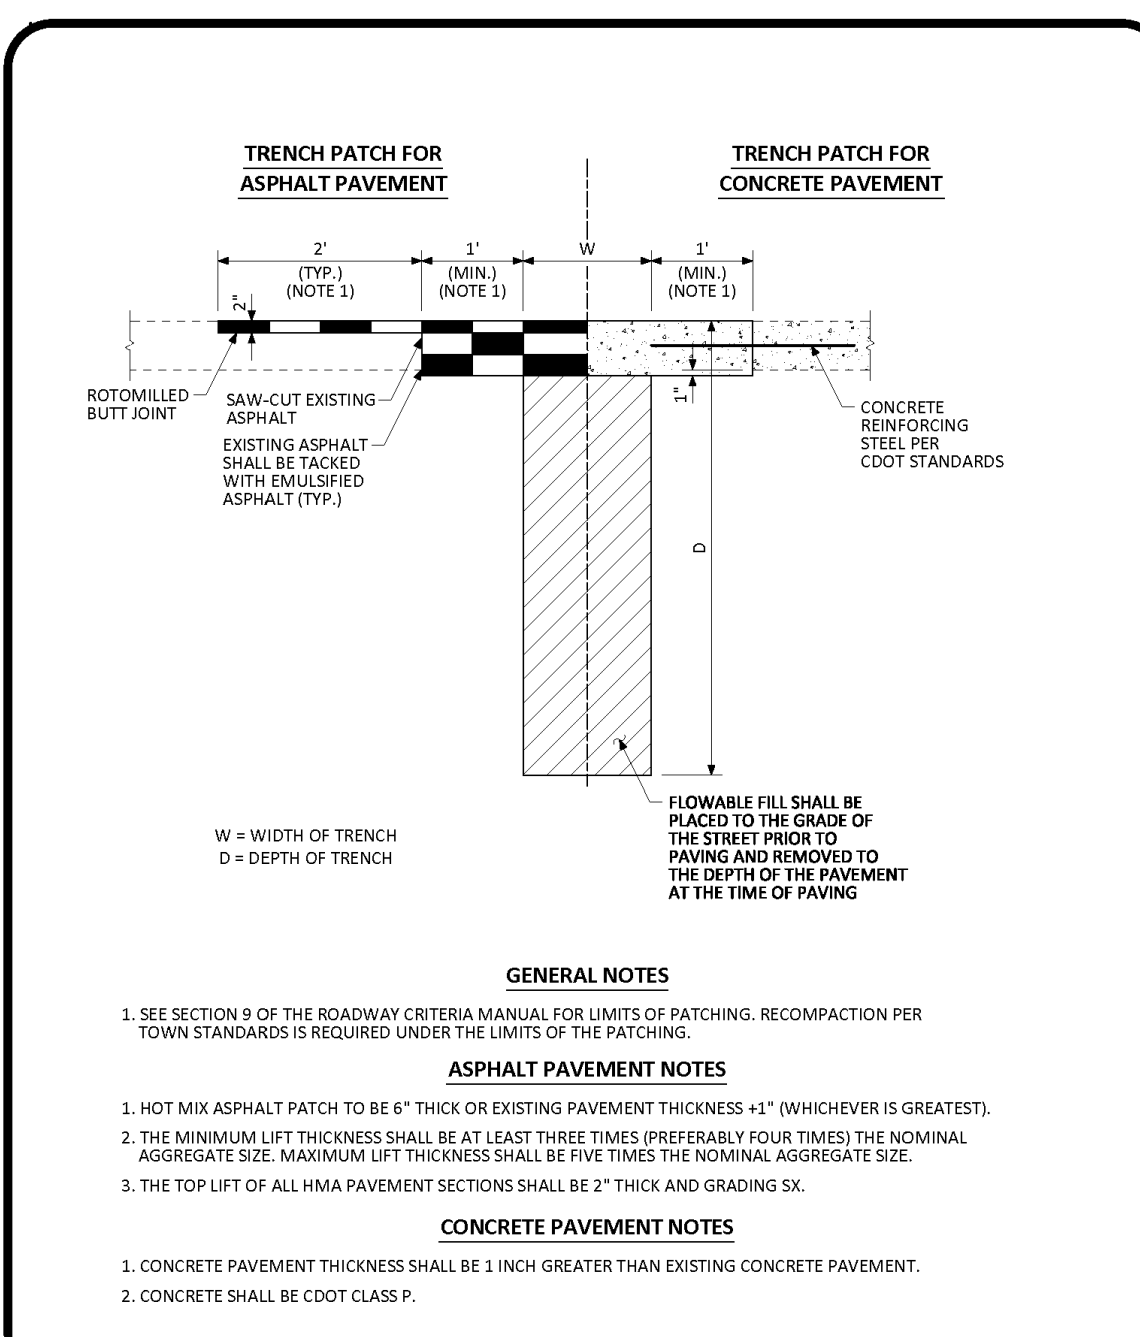 TRENCH PATCH FOR
ASPHALT PAVEMENT
TRENCH PATCH FOR
CONCRETE PAVEMENT
2'
(TYP.)
(NOTE 1)
1'
(MIN.)
(NOTE 1)
W
1'
(MIN.)
(NOTE 1)
2"
ROTOMILLED
BUTT JOINT
SAW-CUT EXISTING
ASPHALT
EXISTING ASPHALT
SHALL BE TACKED
WITH EMULSIFIED
ASPHALT (TYP.)
1"
CONCRETE
REINFORCING
STEEL PER
CDOT STANDARDS
D
FLOWABLE FILL SHALL BE
PLACED TO THE GRADE OF
THE STREET PRIOR TO
PAVING AND REMOVED TO
THE DEPTH OF THE PAVEMENT
AT THE TIME OF PAVING
W = WIDTH OF TRENCH
D = DEPTH OF TRENCH
GENERAL NOTES
1. SEE SECTION 9 OF THE ROADWAY CRITERIA MANUAL FOR LIMITS OF PATCHING. RECOMPACTION PER
TOWN STANDARDS IS REQUIRED UNDER THE LIMITS OF THE PATCHING.
ASPHALT PAVEMENT NOTES
1. HOT MIX ASPHALT PATCH TO BE 6" THICK OR EXISTING PAVEMENT THICKNESS +1" (WHICHEVER IS GREATEST).
2. THE MINIMUM LIFT THICKNESS SHALL BE AT LEAST THREE TIMES (PREFERABLY FOUR TIMES) THE NOMINAL
AGGREGATE SIZE. MAXIMUM LIFT THICKNESS SHALL BE FIVE TIMES THE NOMINAL AGGREGATE SIZE.
3. THE TOP LIFT OF ALL HMA PAVEMENT SECTIONS SHALL BE 2" THICK AND GRADING SX.
CONCRETE PAVEMENT NOTES
1. CONCRETE PAVEMENT THICKNESS SHALL BE 1 INCH GREATER THAN EXISTING CONCRETE PAVEMENT.
2. CONCRETE SHALL BE CDOT CLASS P.